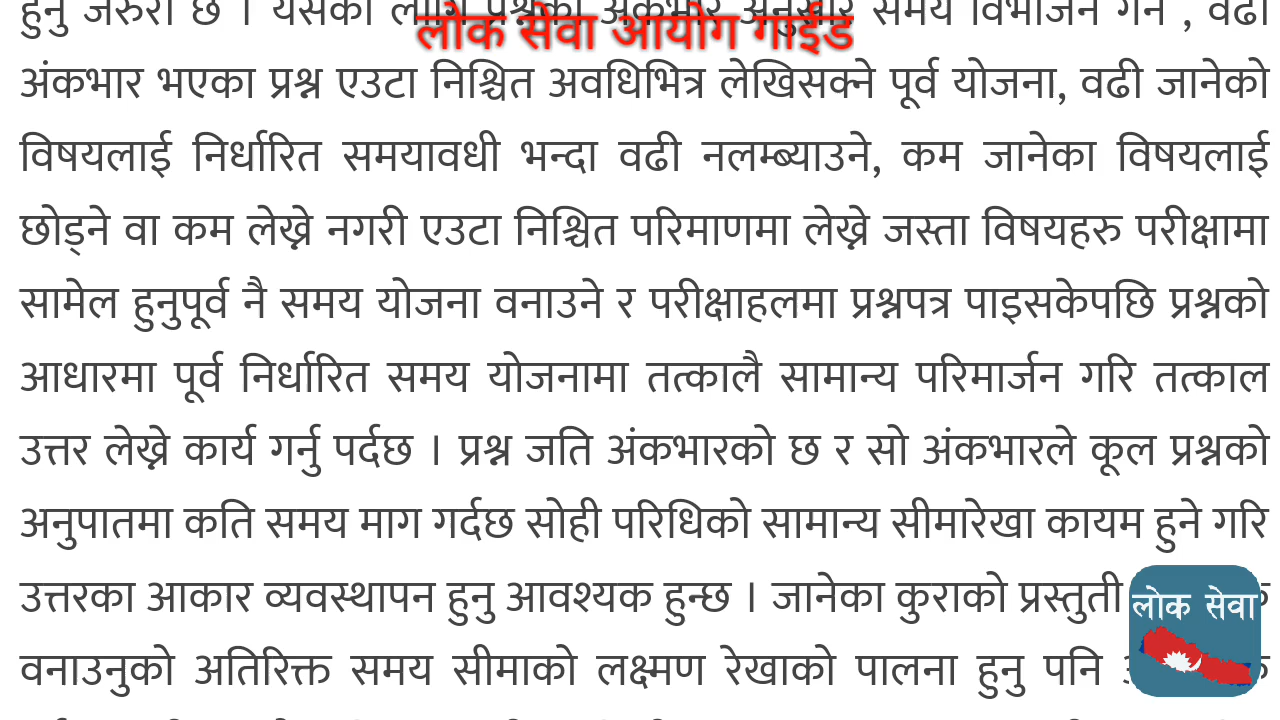 हुनु जरुरी छ । यसका लागि प्रश्नको अंकभार अनुसार समय विभाजन गर्ने , वढी
लोक सेवा आयोग गाईड
अंकभार भएका प्रश्न एउटा निश्चित अवधिभित्र लेखिसक्ने पूर्व योजना, वढी जानेको
विषयलाई निर्धारित समयावधी भन्दा वढी नलम्ब्याउने, कम जानेका विषयलाई
छोड्ने वा कम लेख्ने नगरी एउटा निश्चित परिमाणमा लेख्ने जस्ता विषयहरु परीक्षामा
सामेल हुनुपूर्व नै समय योजना वनाउने र परीक्षाहलमा प्रश्नपत्र पाइसकेपछि प्रश्नको
आधारमा पूर्व निर्धारित समय योजनामा तत्कालै सामान्य परिमार्जन गरि तत्काल
उत्तर लेख्ने कार्य गर्नु पर्दछ । प्रश्न जति अंकभारको छ र सो अंकभारले कूल प्रश्नको
अनुपातमा कति समय माग गर्दछ सोही परिधिको सामान्य सीमारेखा कायम हुने गरि
उत्तरका आकार व्यवस्थापन हुनु आवश्यक हुन्छ । जानेका कुराको प्रस्तुती
लोक सेवा
वनाउनुको अतिरिक्त समय सीमाको लक्ष्मण रेखाको पालना हुनु पनि